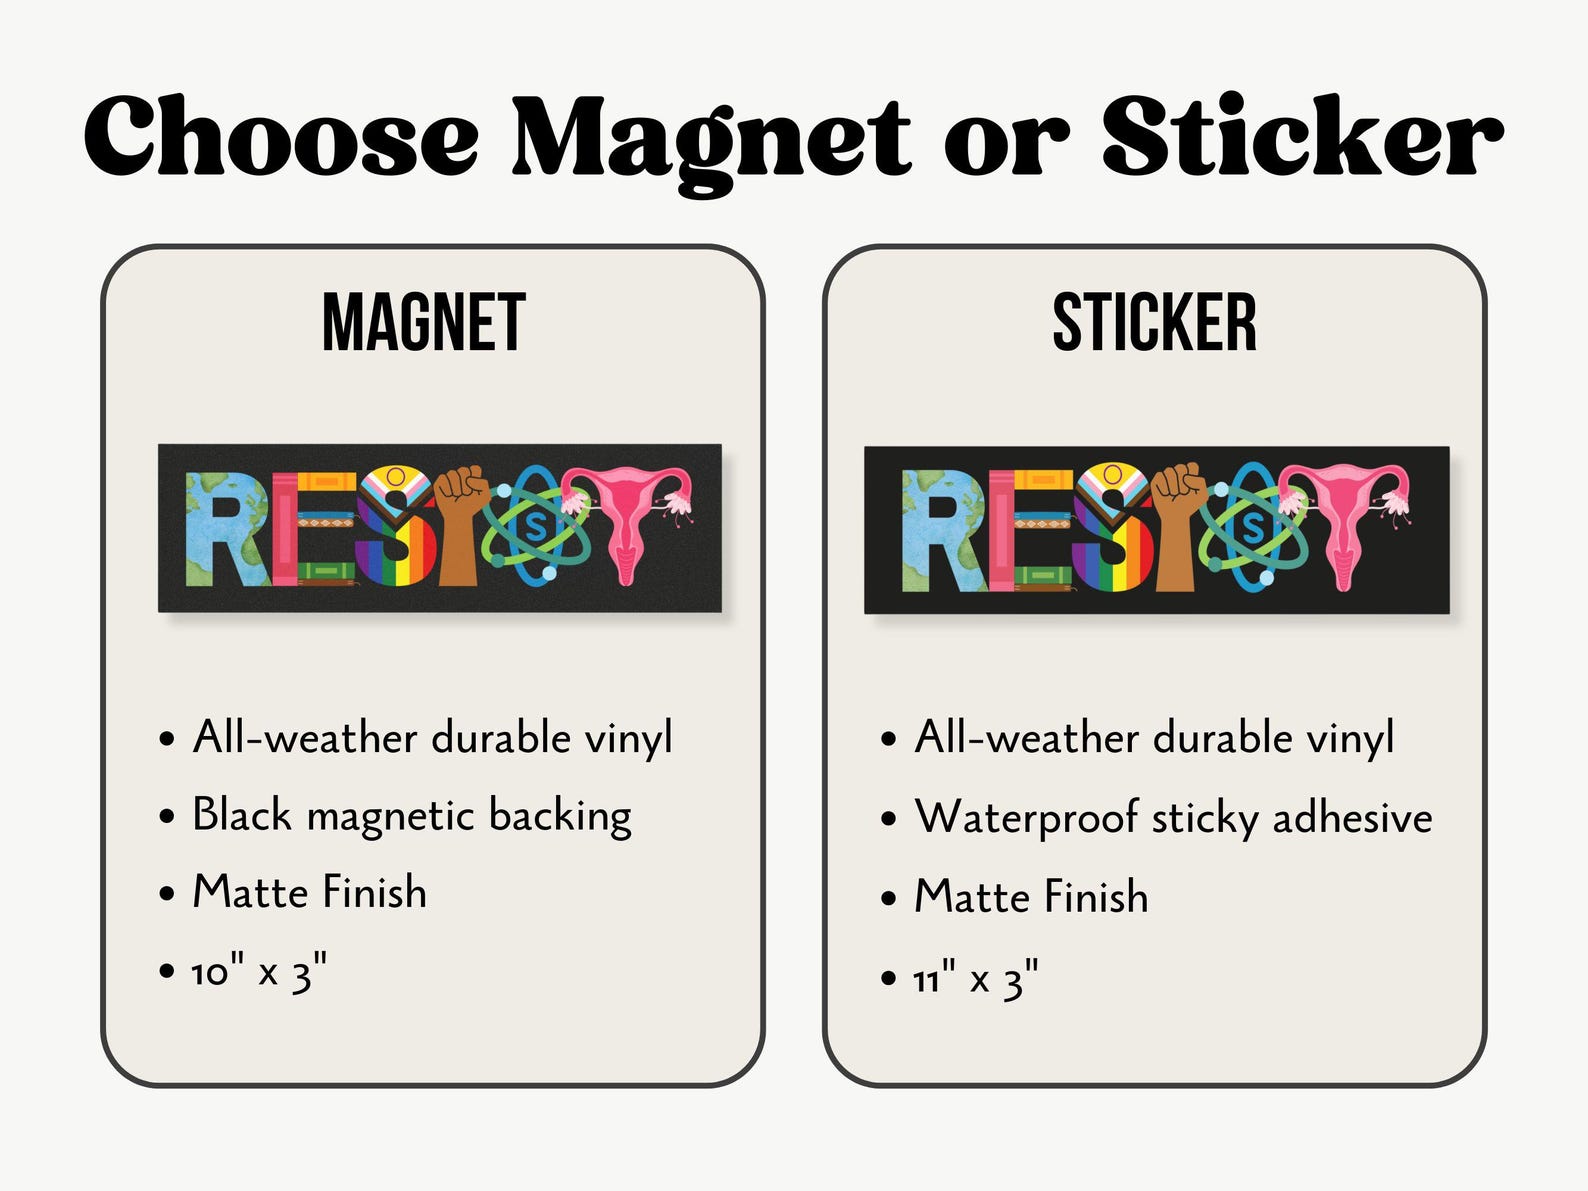 Choose Magnet or Sticker
MAGNET
RESIST
• All-weather durable vinyl
• Black magnetic backing
• Matte Finish
• 10" x 3"
STICKER
RESIST
• All-weather durable vinyl
• Waterproof sticky adhesive
• Matte Finish
• 11" x 3"